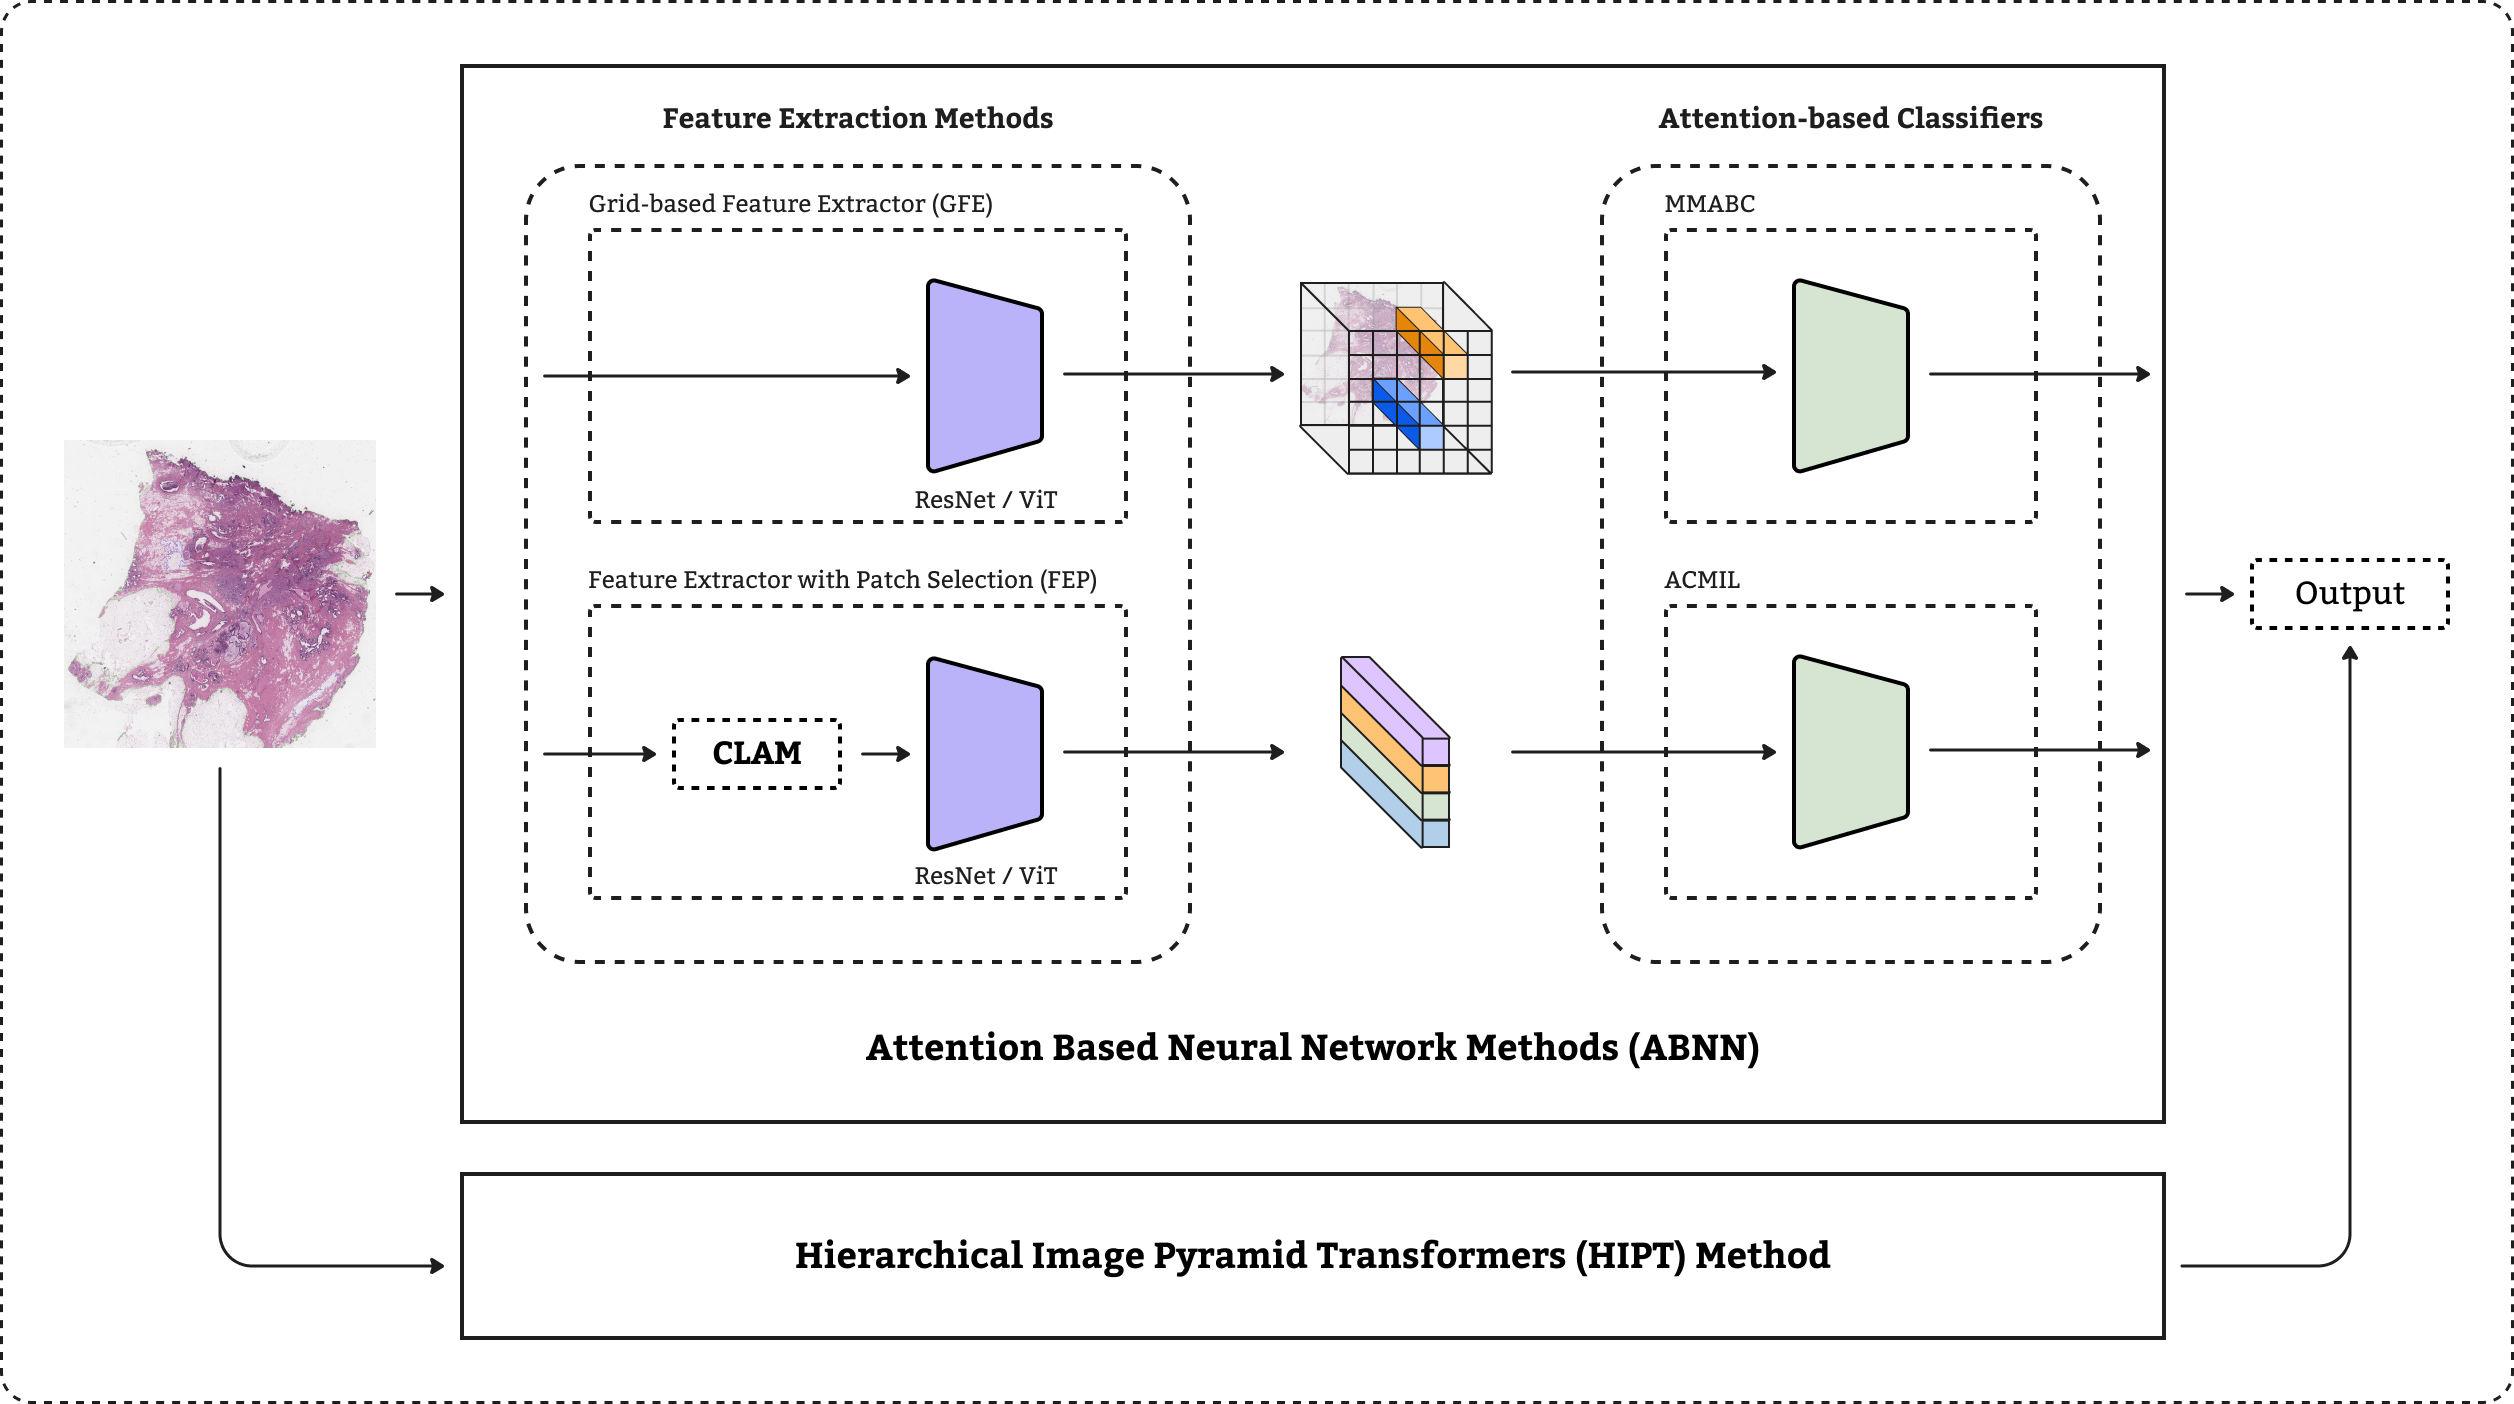 Feature Extraction Methods
Attention-based Classifiers
Grid-based Feature Extractor (GFE)
ResNet / ViT
MMABC
Feature Extractor with Patch Selection (FEP)
CLAM
ResNet / ViT
ACMIL
Output
Attention Based Neural Network Methods (ABNN)
Hierarchical Image Pyramid Transformers (HIPT) Method